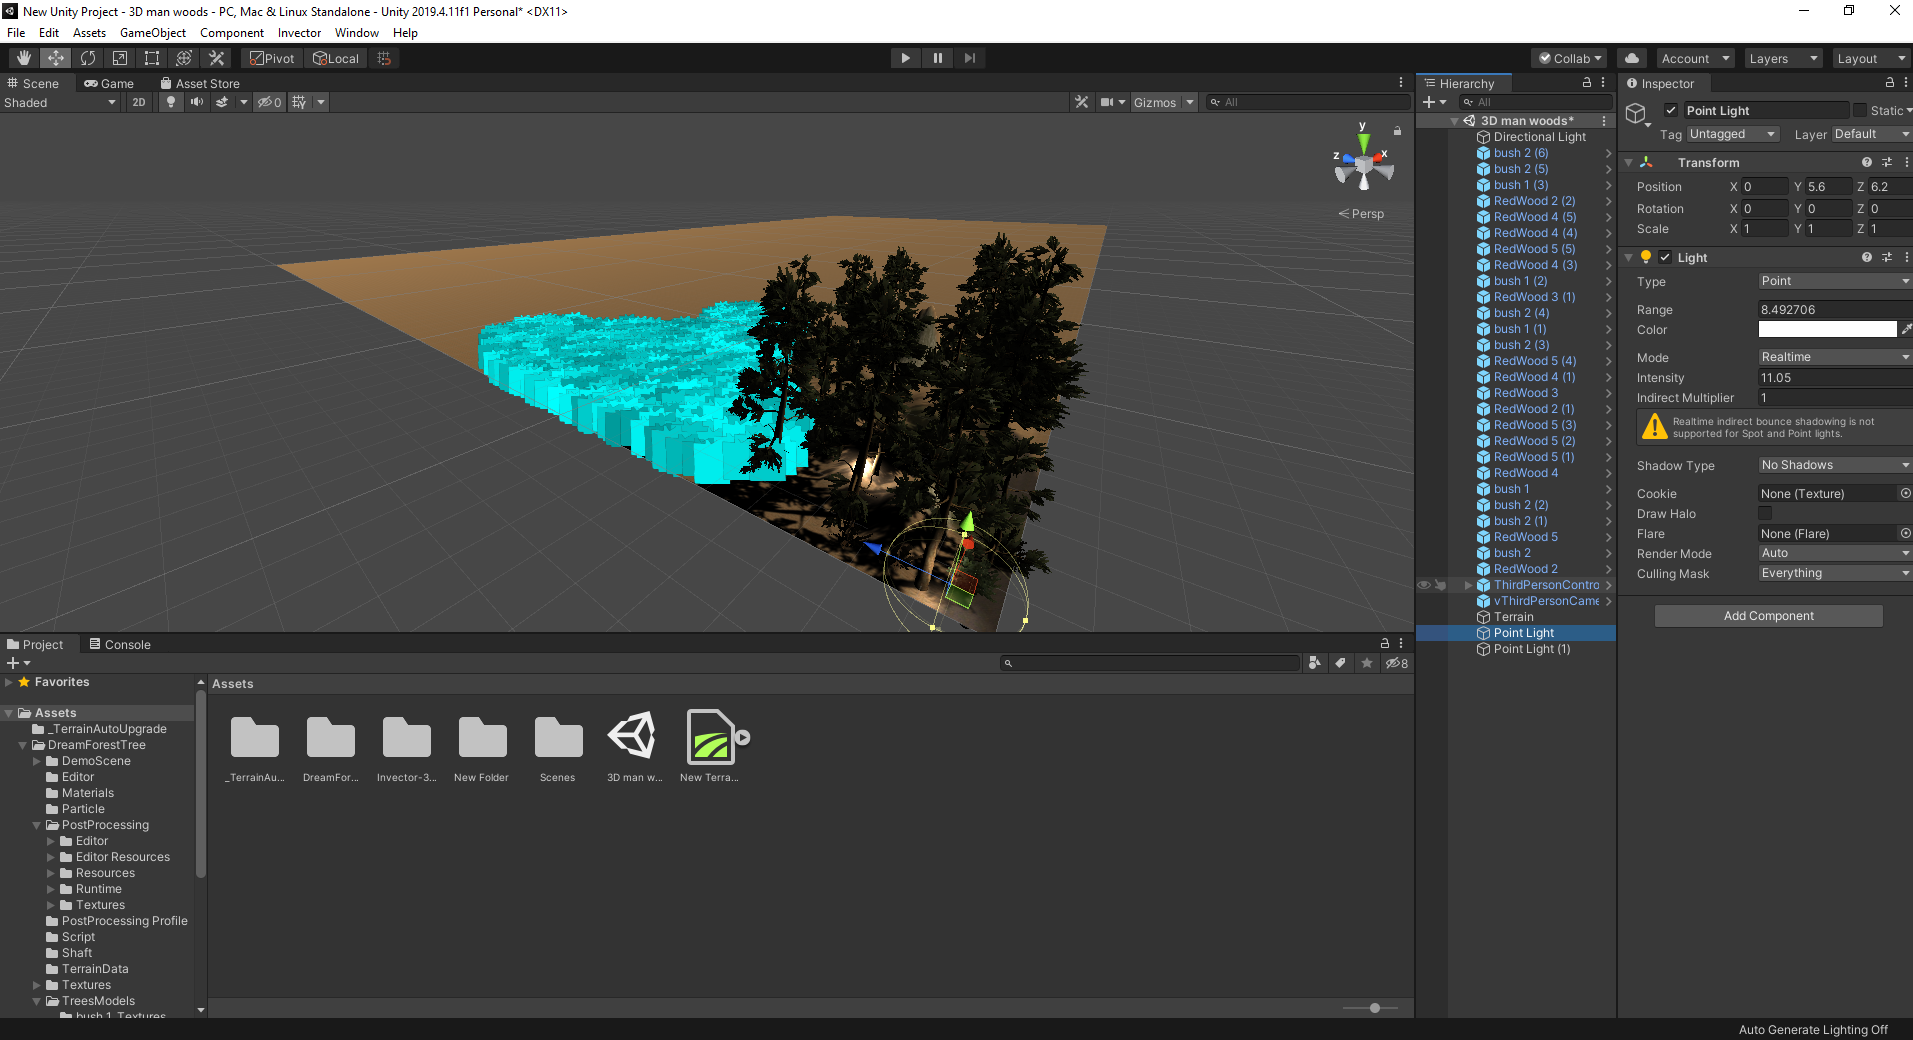 New Unity Project - 3D man woods - PC, Mac & Linux Standalone - Unity 2019.4.11f1 Personal* <DX11>
File Edit Assets GameObject Component Invector Window Help
Pivot Local Collab Account Layers Layout
Scene Game Asset Store
Shaded 2D 0 Gizmos All
y
z x
Persp
Hierarchy
All
3D man woods*
Directional Light
bush 2 (6)
bush 2 (5)
bush 1 (3)
RedWood 2 (2)
RedWood 4 (5)
RedWood 4 (4)
RedWood 5 (5)
RedWood 4 (3)
bush 1 (2)
RedWood 3 (1)
bush 2 (4)
bush 1 (1)
bush 2 (3)
RedWood 5 (4)
RedWood 4 (1)
RedWood 3
RedWood 2 (1)
RedWood 5 (3)
RedWood 5 (2)
RedWood 5 (1)
RedWood 4
bush 1
bush 2 (2)
bush 2 (1)
RedWood 5
bush 2
RedWood 2
ThirdPersonContro
vThirdPersonCame
Terrain
Point Light
Point Light (1)
Inspector
Point Light Static
Tag Untagged Layer Default
Transform
Position X 0 Y 5.6 Z 6.2
Rotation X 0 Y 0 Z 0
Scale X 1 Y 1 Z 1
Light
Type Point
Range 8.492706
Color
Mode Realtime
Intensity 11.05
Indirect Multiplier 1
Realtime indirect bounce shadowing is not
supported for Spot and Point lights.
Shadow Type No Shadows
Cookie None (Texture)
Draw Halo
Flare None (Flare)
Render Mode Auto
Culling Mask Everything
Add Component
Project Console
8
Favorites
Assets
_TerrainAutoUpgrade
DreamForestTree
DemoScene
Editor
Materials
Particle
PostProcessing
Editor
Editor Resources
Resources
Runtime
Textures
PostProcessing Profile
Script
Shaft
TerrainData
Textures
TreesModels
bush 1_Textures
Assets
_TerrainAu... DreamFor... Invector-3... New Folder Scenes 3D man w... New Terra...
Auto Generate Lighting Off